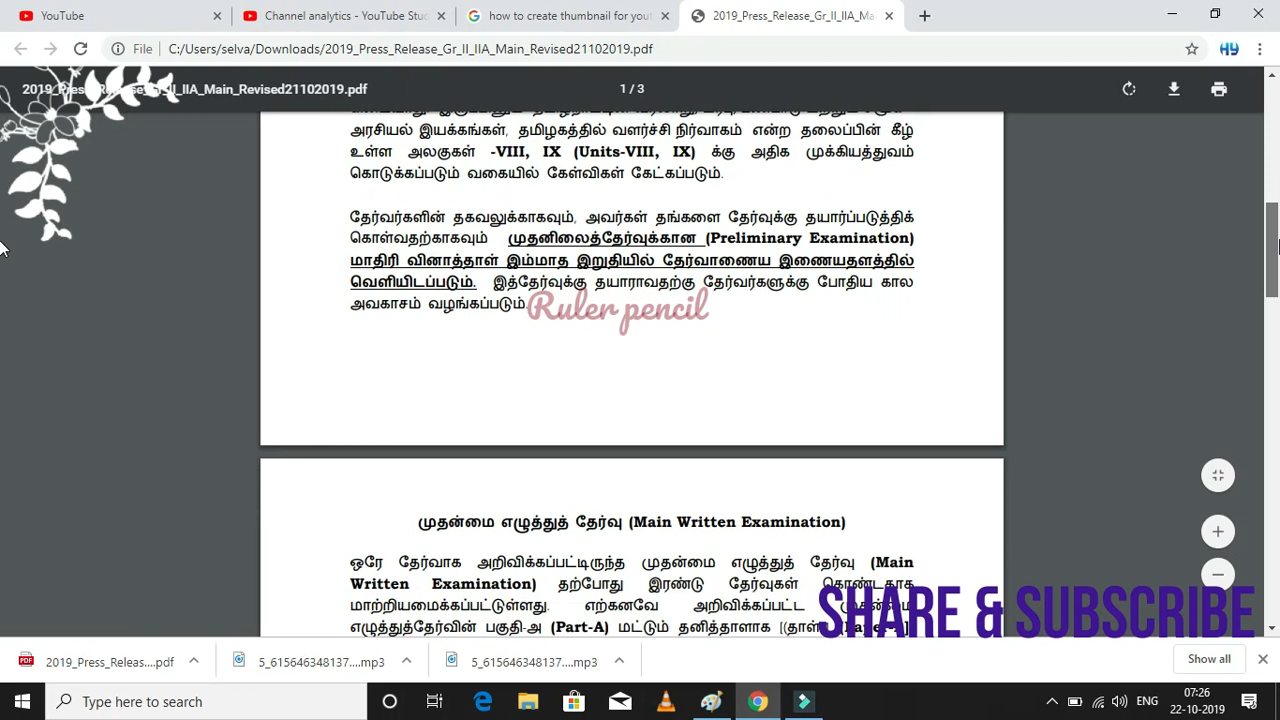 YouTube
Channel analytics - YouTube Stud
how to create thumbnail for yout
2019_Press_Release_Gr_II_IIA_Ma
File
C:/Users/selva/Downloads/2019_Press_Release_Gr_II_IIA_Main_Revised21102019.pdf
2019_Press_Release_Gr_II_IIA_Main_Revised21102019.pdf
1 / 3
அரசியல் இயக்கங்கள், தமிழகத்தில் வளர்ச்சி நிர்வாகம் என்ற தலைப்பின் கீழ்
உள்ள அலகுகள் -VIII, IX (Units-VIII, IX) க்கு அதிக முக்கியத்துவம்
கொடுக்கப்படும் வகையில் கேள்விகள் கேட்கப்படும்.
தேர்வர்களின் தகவலுக்காகவும், அவர்கள் தங்களை தேர்வுக்கு தயார்ப்படுத்திக்
கொள்வதற்காகவும் முதனிலைத்தேர்வுக்கான (Preliminary Examination)
மாதிரி வினாத்தாள் இம்மாத இறுதியில் தேர்வாணைய இணையதளத்தில்
வெளியிடப்படும். இத்தேர்வுக்கு தயாராவதற்கு தேர்வர்களுக்கு போதிய கால
அவகாசம் வழங்கப்படும்.
Ruler pencil
முதன்மை எழுத்துத் தேர்வு (Main Written Examination)
ஒரே தேர்வாக அறிவிக்கப்பட்டிருந்த முதன்மை எழுத்துத் தேர்வு (Main
Written Examination) தற்போது இரண்டு தேர்வுகள் கொண்டதாக
மாற்றியமைக்கப்பட்டுள்ளது. ஏற்கனவே அறிவிக்கப்பட்ட முதன்மை
எழுத்துத்தேர்வின் பகுதி-அ (Part-A) மட்டும் தனித்தாளாக
SHARE & SUBSCRIBE
2019_Press_Releas....pdf
5_615646348137....mp3
5_615646348137....mp3
Show all
Type here to search
ENG
07:26
22-10-2019